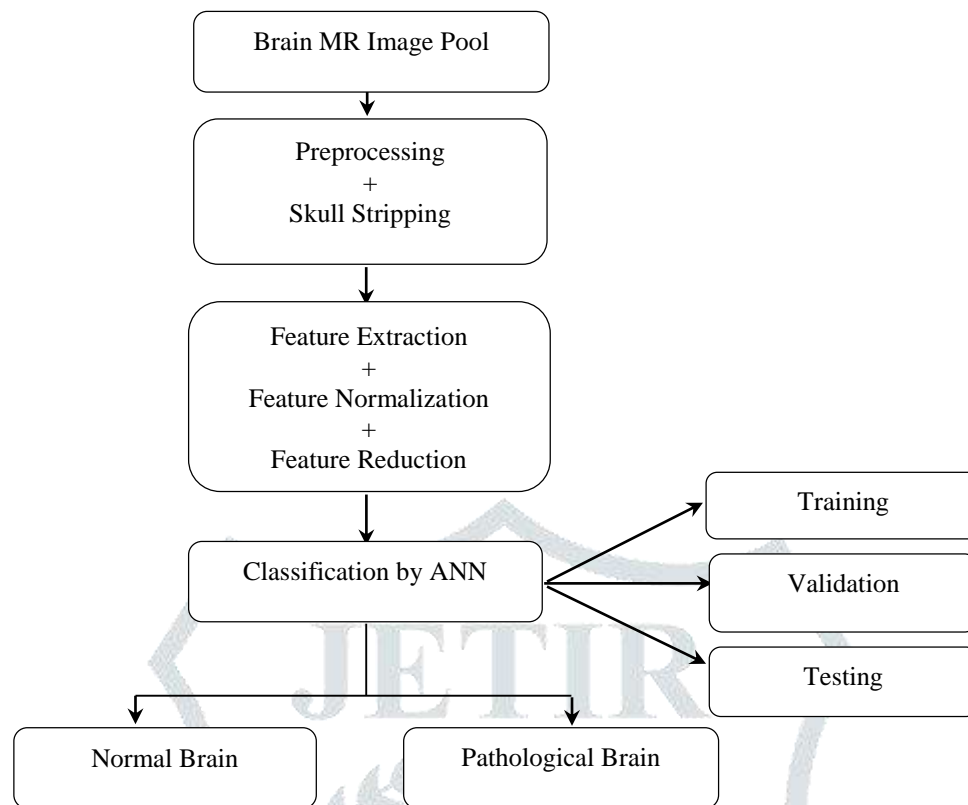 Brain MR Image Pool
Preprocessing
+
Skull Stripping
Feature Extraction
+
Feature Normalization
+
Feature Reduction
Classification by ANN
Training
Validation
Testing
JETIR
Normal Brain
Pathological Brain